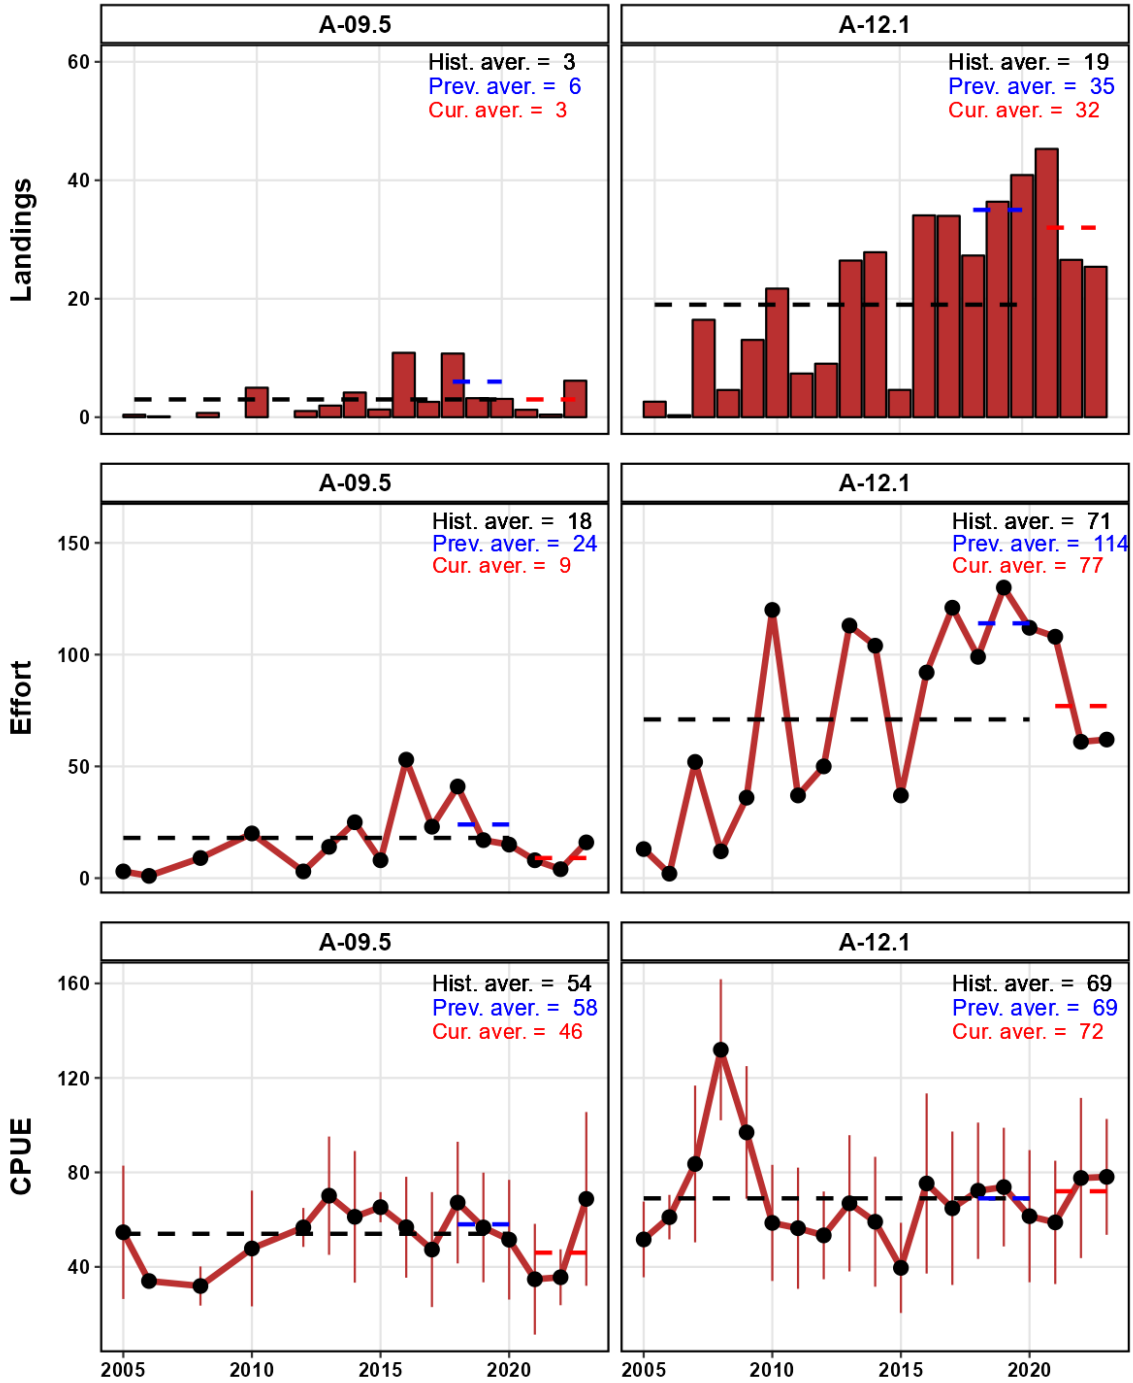 A-09.5
A-12.1
Landings
60
40
20
0
Hist. aver. = 3
Prev. aver. = 6
Cur. aver. = 3
Hist. aver. = 19
Prev. aver. = 35
Cur. aver. = 32
A-09.5
A-12.1
Effort
150
100
50
0
Hist. aver. = 18
Prev. aver. = 24
Cur. aver. = 9
Hist. aver. = 71
Prev. aver. = 114
Cur. aver. = 77
A-09.5
A-12.1
CPUE
160
120
80
40
Hist. aver. = 54
Prev. aver. = 58
Cur. aver. = 46
Hist. aver. = 69
Prev. aver. = 69
Cur. aver. = 72
2005 2010 2015 2020
2005 2010 2015 2020